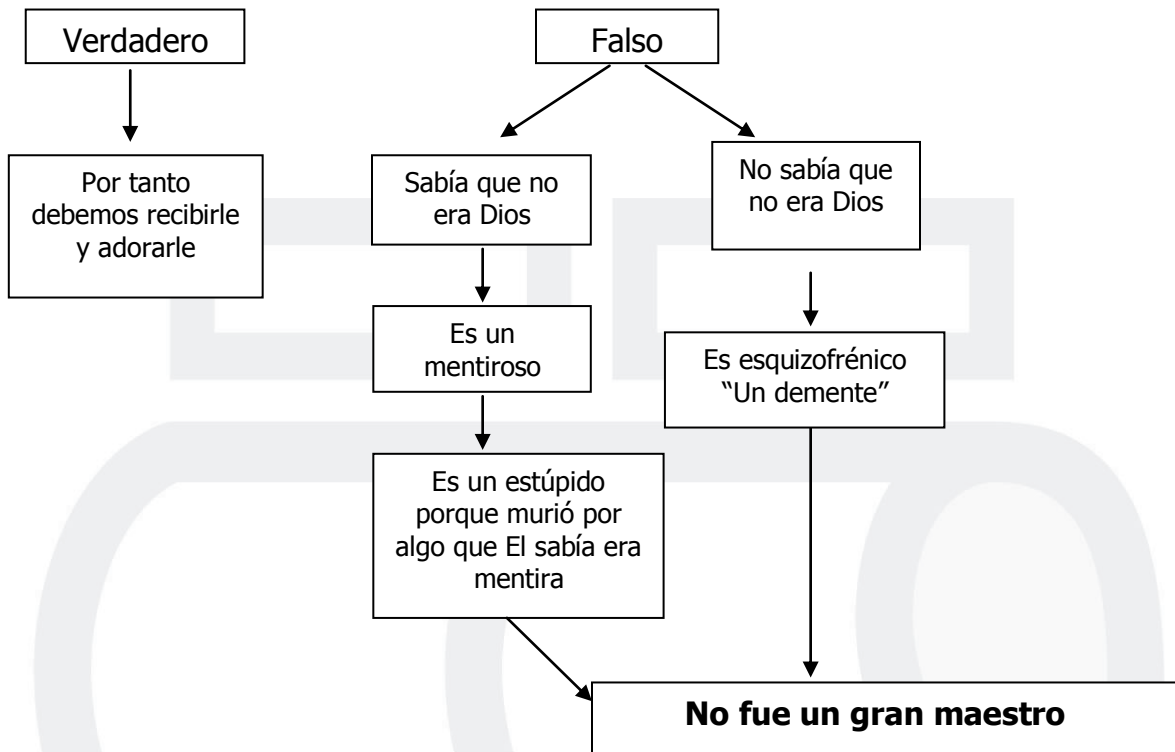 Verdadero
Falso
Por tanto
debemos recibirle
y adorarle
Sabía que no
era Dios
No sabía que
no era Dios
Es un
mentiroso
Es esquizofrénico
“Un demente”
Es un estúpido
porque murió por
algo que El sabía era
mentira
No fue un gran maestro